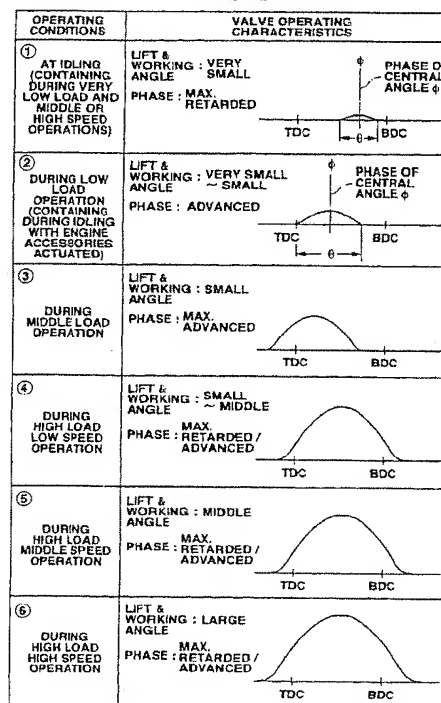 OPERATING
CONDITIONS
VALVE OPERATING
CHARACTERISTICS
①
AT IDLING
(CONTAINING
DURING VERY
LOW LOAD AND
MIDDLE OR
HIGH SPEED
OPERATIONS)
LIFT &
WORKING : VERY
ANGLE SMALL
PHASE : MAX.
RETARDED
ϕ
PHASE OF
CENTRAL
ANGLE ϕ
TDC θ BDC
②
DURING LOW
LOAD
OPERATION
(CONTAINING
DURING IDLING
WITH ENGINE
ACCESSORIES
ACTUATED)
LIFT &
WORKING : VERY SMALL
ANGLE ~ SMALL
PHASE : ADVANCED
ϕ
PHASE OF
CENTRAL
ANGLE ϕ
TDC BDC
θ
③
DURING
MIDDLE LOAD
OPERATION
LIFT &
WORKING : SMALL
ANGLE
PHASE : MAX.
ADVANCED
TDC BDC
④
DURING
HIGH LOAD
LOW SPEED
OPERATION
LIFT &
WORKING : SMALL
ANGLE ~ MIDDLE
PHASE : MAX.
RETARDED /
ADVANCED
TDC BDC
⑤
DURING
HIGH LOAD
MIDDLE SPEED
OPERATION
LIFT &
WORKING : MIDDLE
ANGLE
PHASE : MAX.
RETARDED /
ADVANCED
TDC BDC
⑥
DURING
HIGH LOAD
HIGH SPEED
OPERATION
LIFT &
WORKING : LARGE
ANGLE
PHASE : MAX.
RETARDED /
ADVANCED
TDC BDC